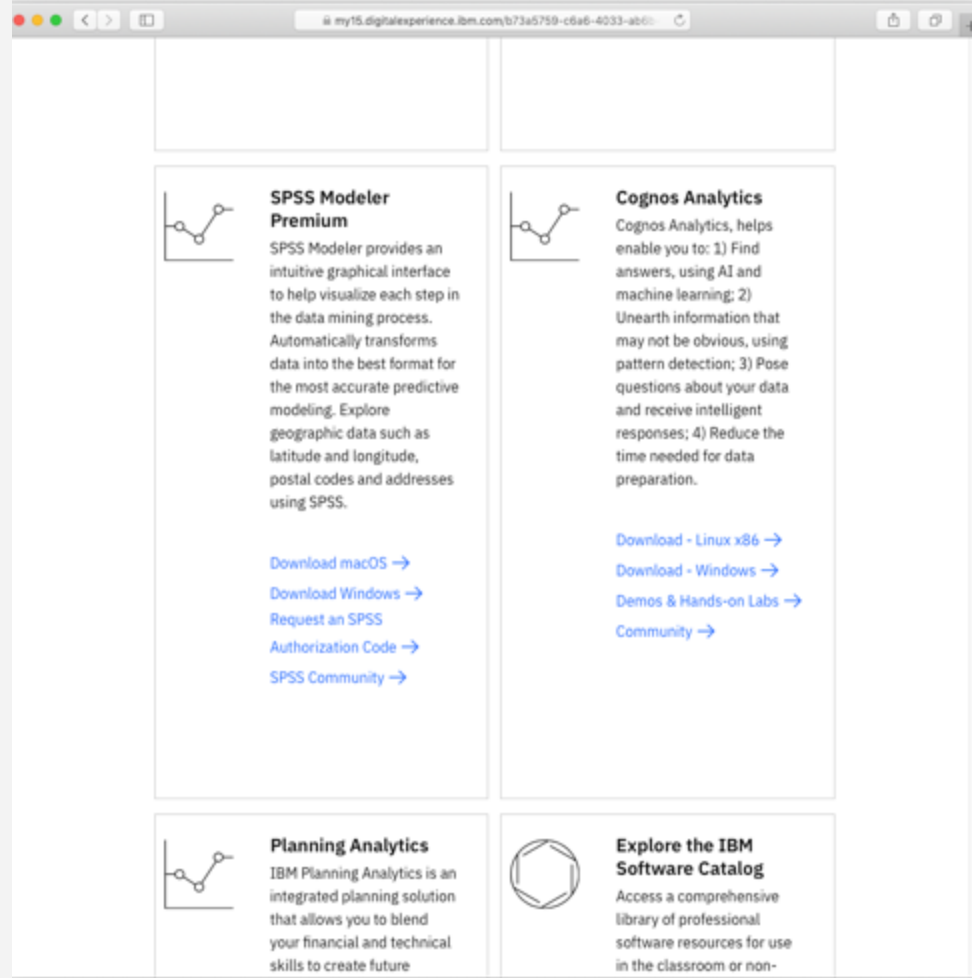 my15.digitalexperience.ibm.com/b73a5759-c6a6-4033-ab6b
SPSS Modeler
Premium
SPSS Modeler provides an
intuitive graphical interface
to help visualize each step in
the data mining process.
Automatically transforms
data into the best format for
the most accurate predictive
modeling. Explore
geographic data such as
latitude and longitude,
postal codes and addresses
using SPSS.
Download macOS →
Download Windows →
Request an SPSS
Authorization Code →
SPSS Community →
Cognos Analytics
Cognos Analytics, helps
enable you to: 1) Find
answers, using AI and
machine learning; 2)
Unearth information that
may not be obvious, using
pattern detection; 3) Pose
questions about your data
and receive intelligent
responses; 4) Reduce the
time needed for data
preparation.
Download - Linux x86 →
Download - Windows →
Demos & Hands-on Labs →
Community →
Planning Analytics
IBM Planning Analytics is an
integrated planning solution
that allows you to blend
your financial and technical
skills to create future
Explore the IBM
Software Catalog
Access a comprehensive
library of professional
software resources for use
in the classroom or non-